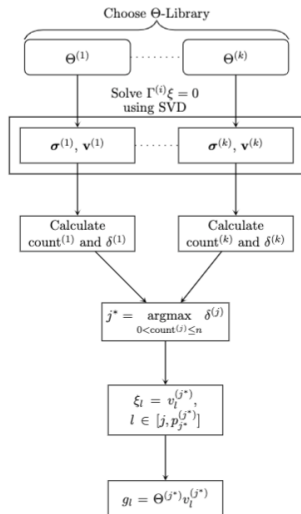 Choose Θ-Library
Θ^(1) Θ^(k)
Solve Γ^(i)ξ = 0
using SVD
σ^(1), v^(1) σ^(k), v^(k)
Calculate
count^(1) and δ^(1)
Calculate
count^(k) and δ^(k)
j* = argmax δ^(j)
0<count^(j)≤n
ξ_l = v_l^(j*),
l ∈ [j, p_j*^(j*)]
g_l = Θ^(j*) v_l^(j*)